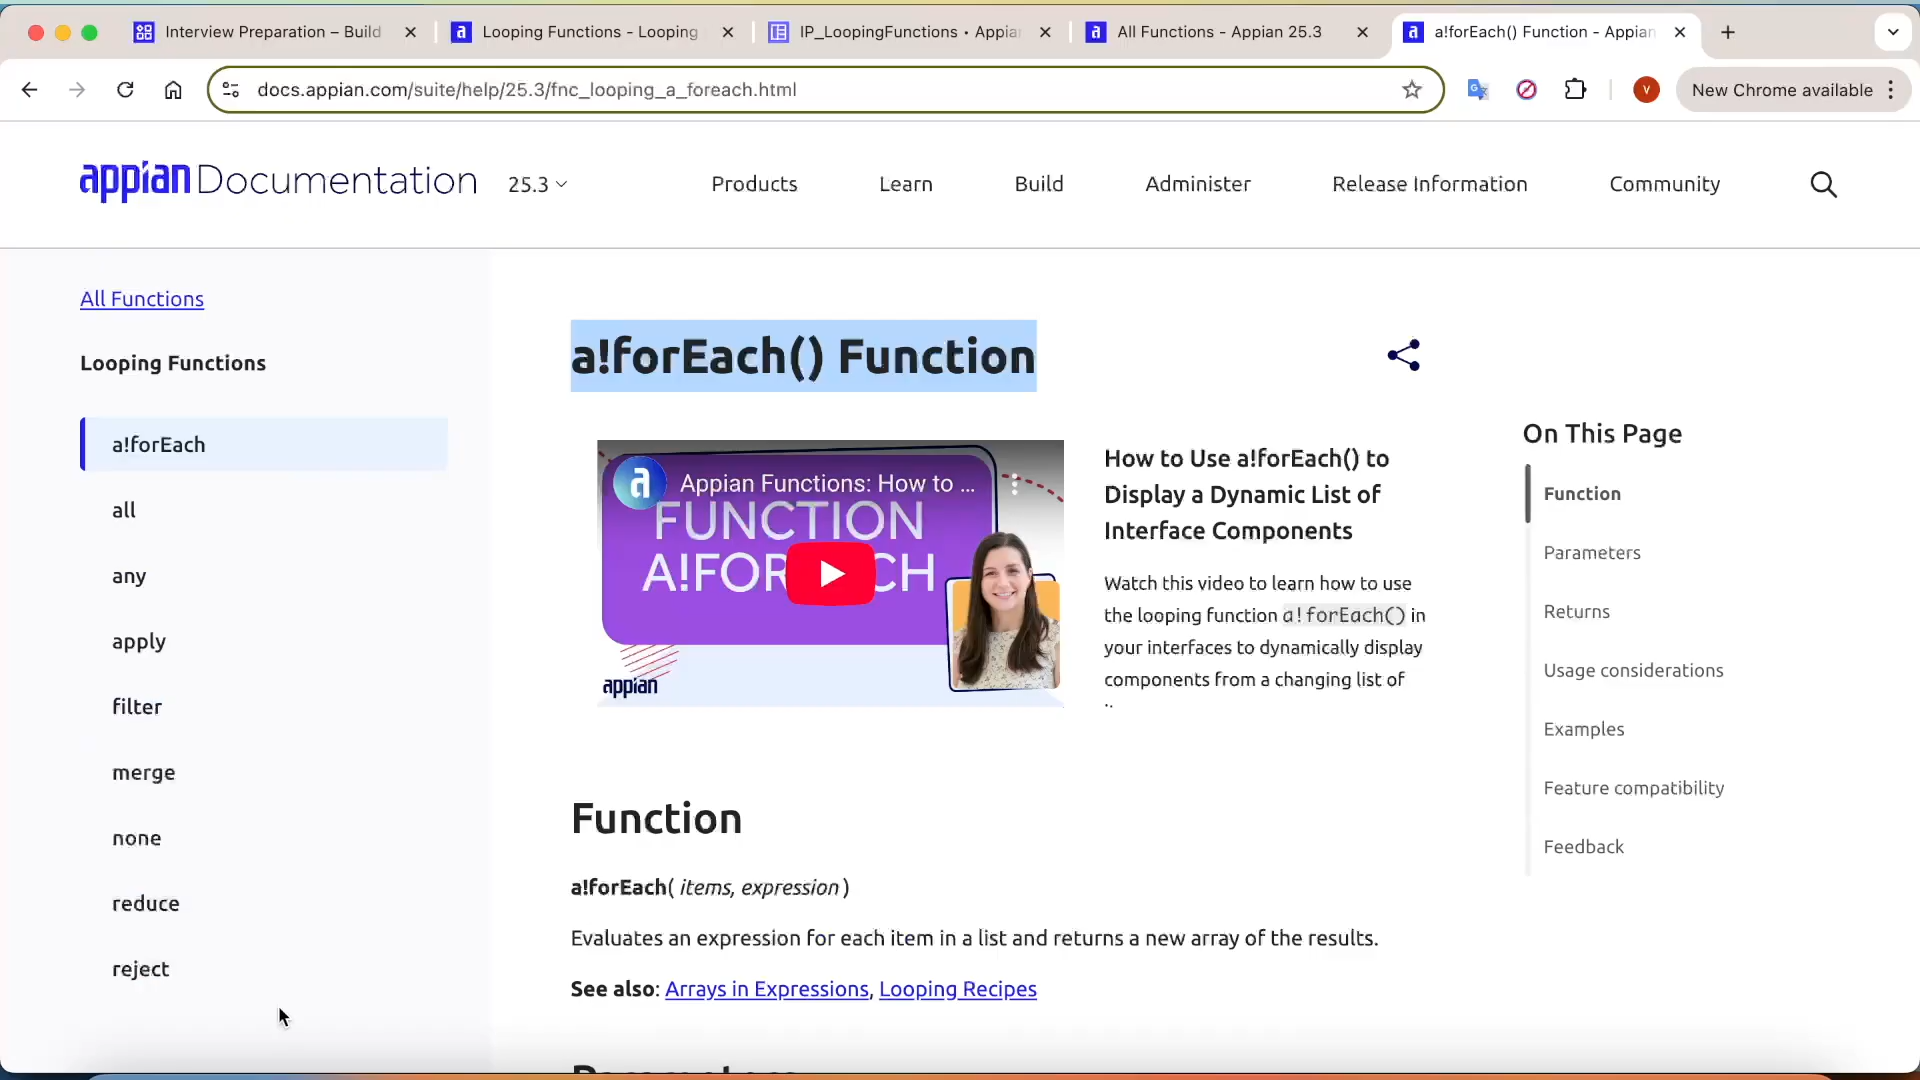 Interview Preparation – Build
Looping Functions - Looping
IP_LoopingFunctions • Appia
All Functions - Appian 25.3
a!forEach() Function - Appian
docs.appian.com/suite/help/25.3/fnc_looping_a_foreach.html
V
New Chrome available
appian Documentation
25.3
Products
Learn
Build
Administer
Release Information
Community
All Functions
Looping Functions
a!forEach
all
any
apply
filter
merge
none
reduce
reject
a!forEach() Function
Appian Functions: How to ...
FUNCTION
appian
How to Use a!forEach() to
Display a Dynamic List of
Interface Components
Watch this video to learn how to use
the looping function a!forEach() in
your interfaces to dynamically display
components from a changing list of
Function
a!forEach( items, expression )
Evaluates an expression for each item in a list and returns a new array of the results.
See also: Arrays in Expressions, Looping Recipes
On This Page
Function
Parameters
Returns
Usage considerations
Examples
Feature compatibility
Feedback